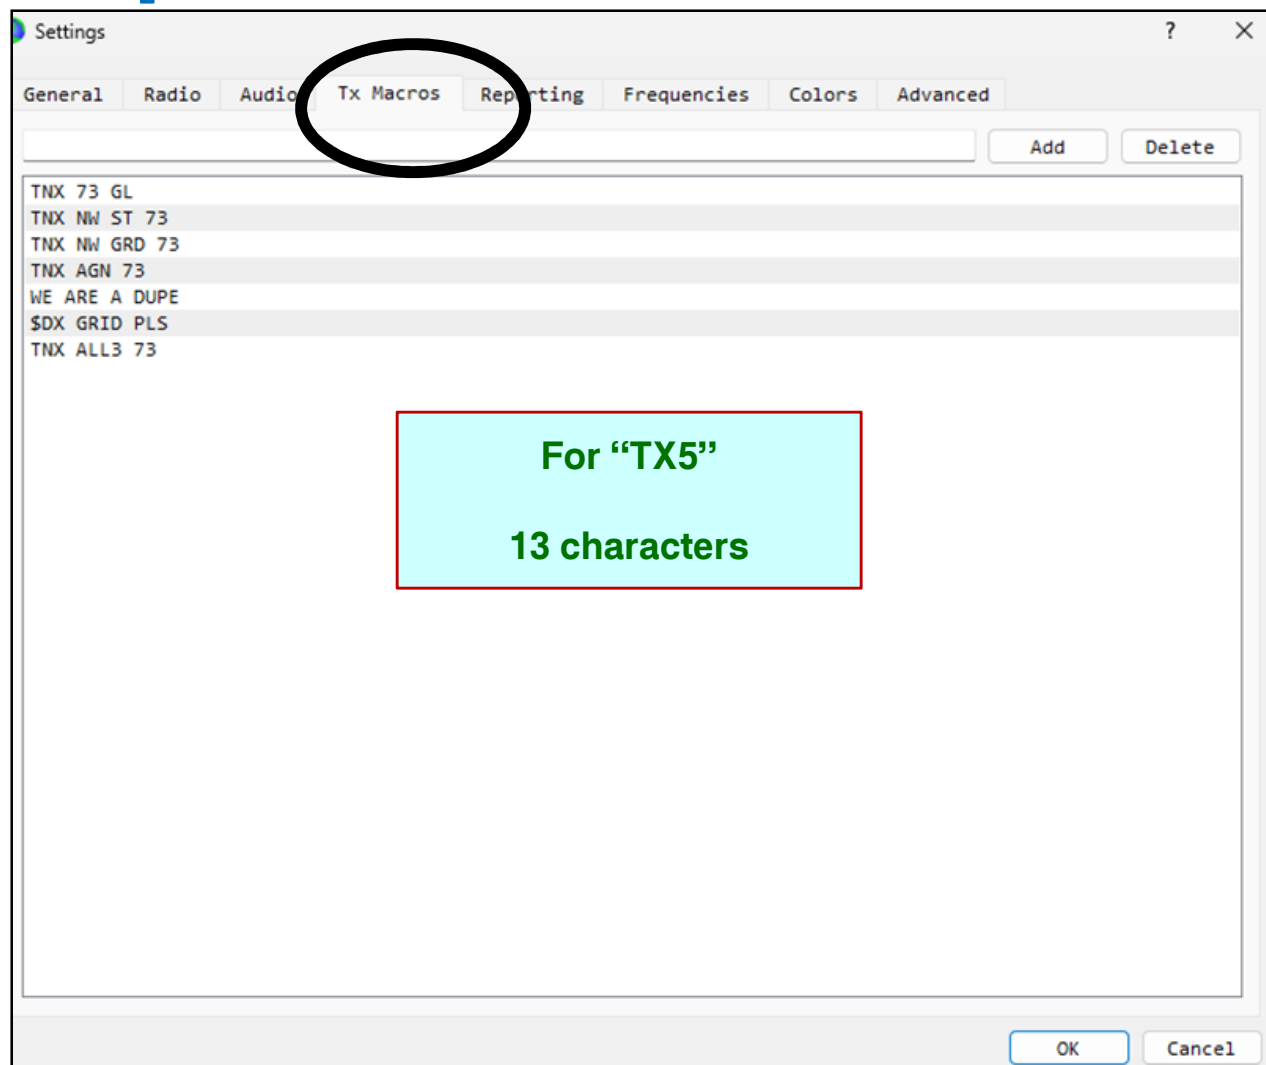 Settings ?
General Radio Audio Tx Macros Reporting Frequencies Colors Advanced
Add Delete
TNX 73 GL
TNX NW ST 73
TNX NW GRD 73
TNX AGN 73
WE ARE A DUPE
$DX GRID PLS
TNX ALL3 73
For “TX5”
13 characters
OK Cancel